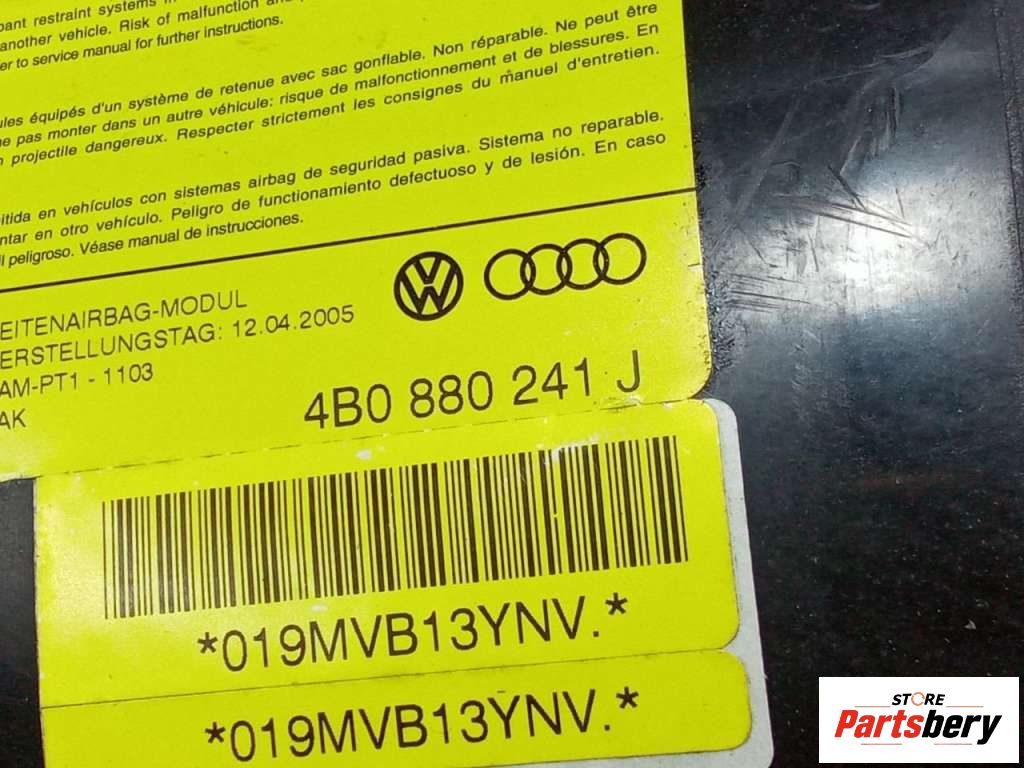 pant restraint systems in
another vehicle. Risk of malfunction and
er to service manual for further instructions.
ules équipés d'un système de retenue avec sac gonflable. Non réparable. Ne peut être
ne pas monter dans un autre véhicule: risque de malfonctionnement et de blessures. En
n projectile dangereux. Respecter strictement les consignes du manuel d'entretien.
itida en vehículos con sistemas airbag de seguridad pasiva. Sistema no reparable.
ntar en otro vehículo. Peligro de funcionamiento defectuoso y de lesión. En caso
il peligroso. Véase manual de instrucciones.
EITENAIRBAG-MODUL
ERSTELLUNGSTAG: 12.04.2005
AM-PT1 - 1103
AK
4B0 880 241 J
*019MVB13YNV.*
*019MVB13YNV.*
STORE
Partsbery